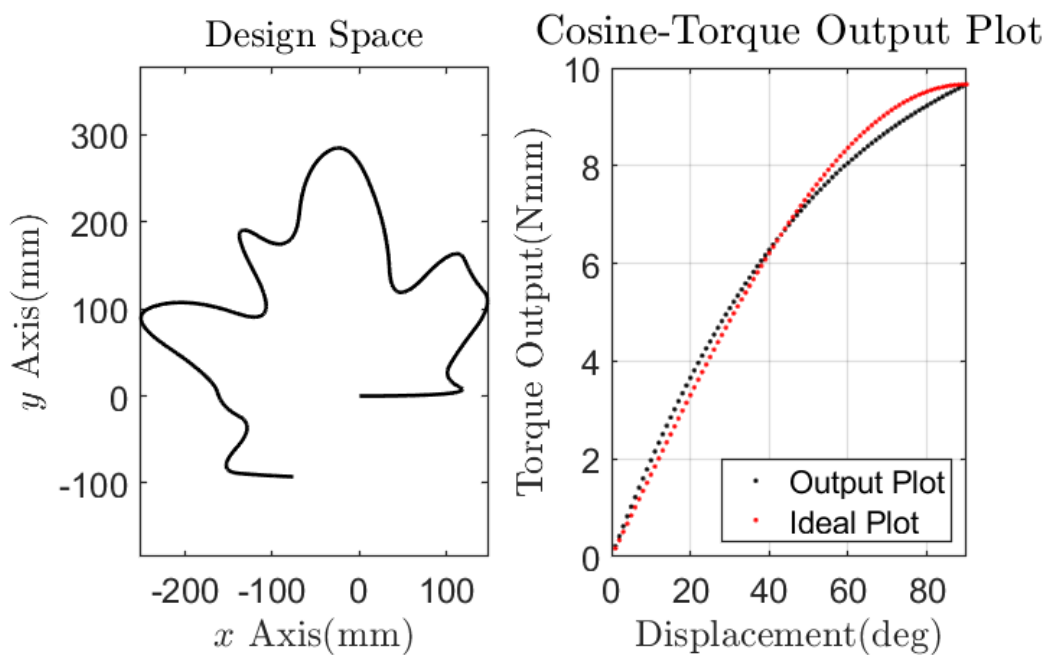 Design Space
300
200
100
0
-100
y Axis(mm)
-200 -100 0 100
x Axis(mm)
Cosine-Torque Output Plot
10
8
6
4
2
0
Torque Output(Nmm)
Output Plot
Ideal Plot
0 20 40 60 80
Displacement(deg)